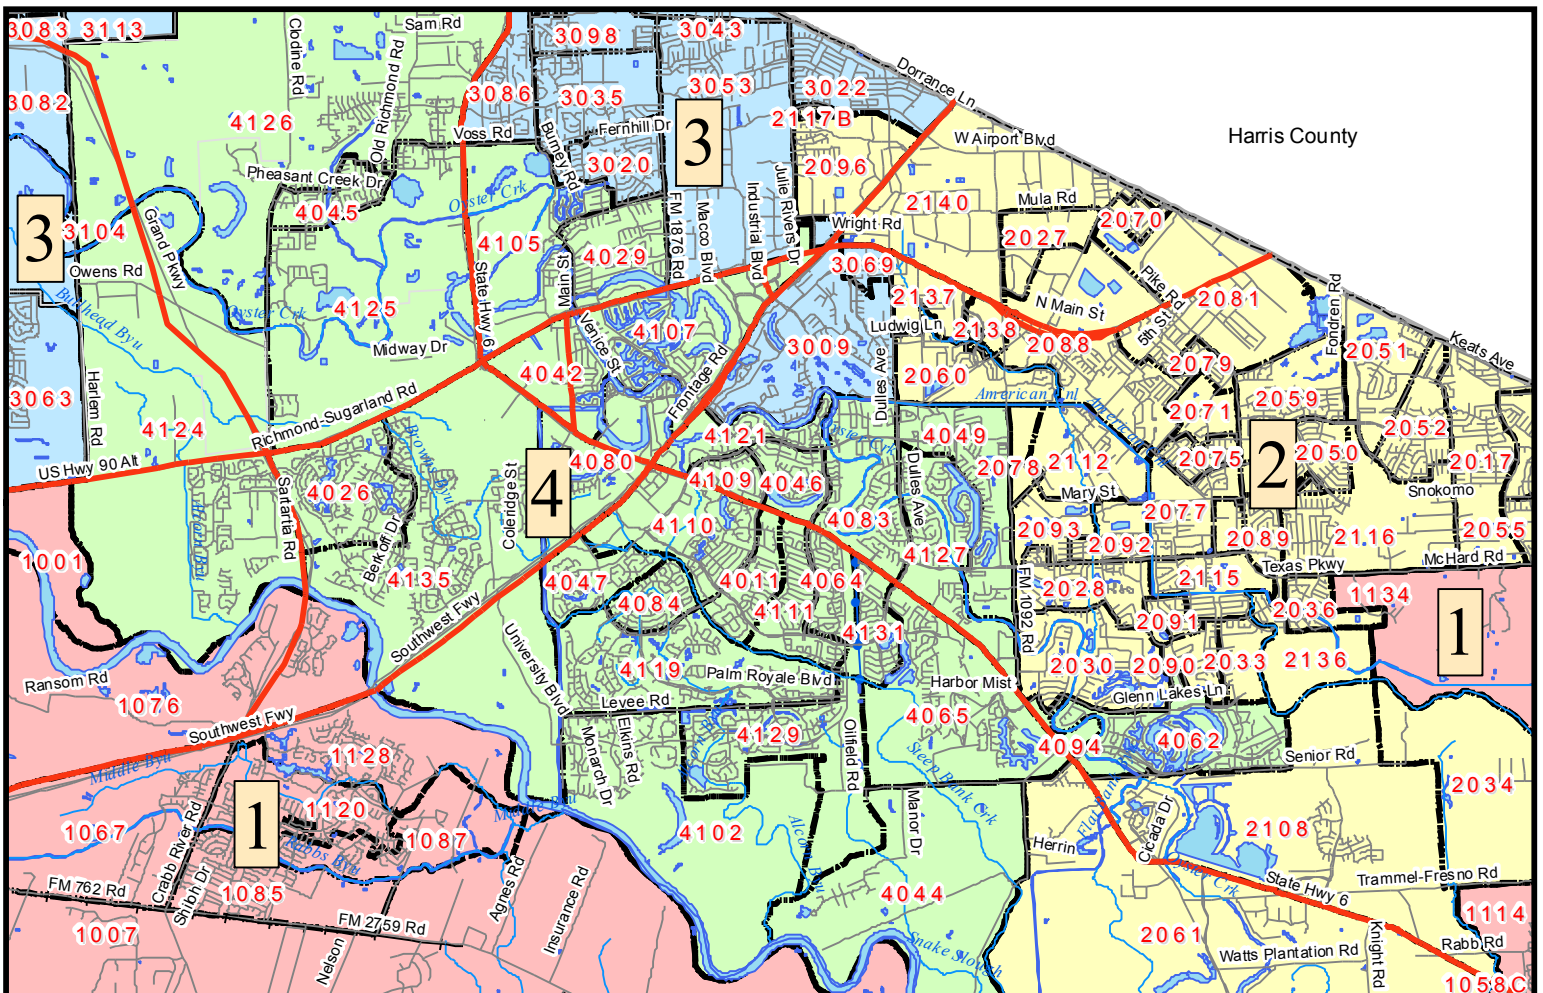 3083
3113
Clodine Rd
Sam Rd
Old Richmond Rd
3098
3043
Dorrance Ln
3082
3086
3035
3053
3022
4126
2117B
Harris County
Voss Rd
Burney Rd
Fernhill Dr
3
W Airport Blvd
3020
2096
Pheasant Creek Dr
Oyster Crk
4045
Julie Rivers Dr
2140
Mula Rd
2070
3
3104
Grand Pkwy
4105
FM 1876 Rd
Macco Blvd
Industrial Blvd
Wright Rd
2027
4029
Owens Rd
State Hwy 6
Main St
3069
Pike Rd
Bullhead Byu
Oyster Crk
4125
2137
N Main St
2081
Fondren Rd
Venice St
4107
Ludwig Ln
2138
5th St
Midway Dr
3009
2088
2051
Keats Ave
4042
Frontage Rd
2060
2079
3063
Harlem Rd
Dulles Ave
American Cnl
2059
4124
Richmond-Sugarland Rd
2071
2052
Browns Byu
4121
Oyster Crk
4049
US Hwy 90 Alt
Coleridge St
4080
2078
2112
2075
2
2050
2017
Sartartia Rd
4026
4
4109
4046
Dulles Ave
Mary St
Snokomo
4110
4083
2077
2093
2092
2089
2116
2055
1001
Berkoff Dr
4127
McHard Rd
4135
4047
4011
4064
FM 1092 Rd
2028
2115
Texas Pkwy
4084
4111
2036
1134
Southwest Fwy
University Blvd
4131
2091
1
4119
Palm Royale Blvd
2030
2090
2033
2136
Ransom Rd
Harbor Mist
Glenn Lakes Ln
1076
Levee Rd
4065
Southwest Fwy
Elkins Rd
Monarch Dr
4129
Oilfield Rd
4094
4062
1128
Middle Byu
Steep Bank Crk
Senior Rd
2034
Middle Byu
1120
1
Crabb River Rd
Manor Dr
Cicada Dr
1067
1087
4102
2108
Rabbs Byu
Herrin
Oyster Crk
FM 762 Rd
1085
Shiloh Dr
Agnes Rd
Insurance Rd
4044
State Hwy 6
Trammel-Fresno Rd
FM 2759 Rd
1114
1007
Nelson
Snake Slough
2061
Watts Plantation Rd
Knight Rd
Rabb Rd
1058C